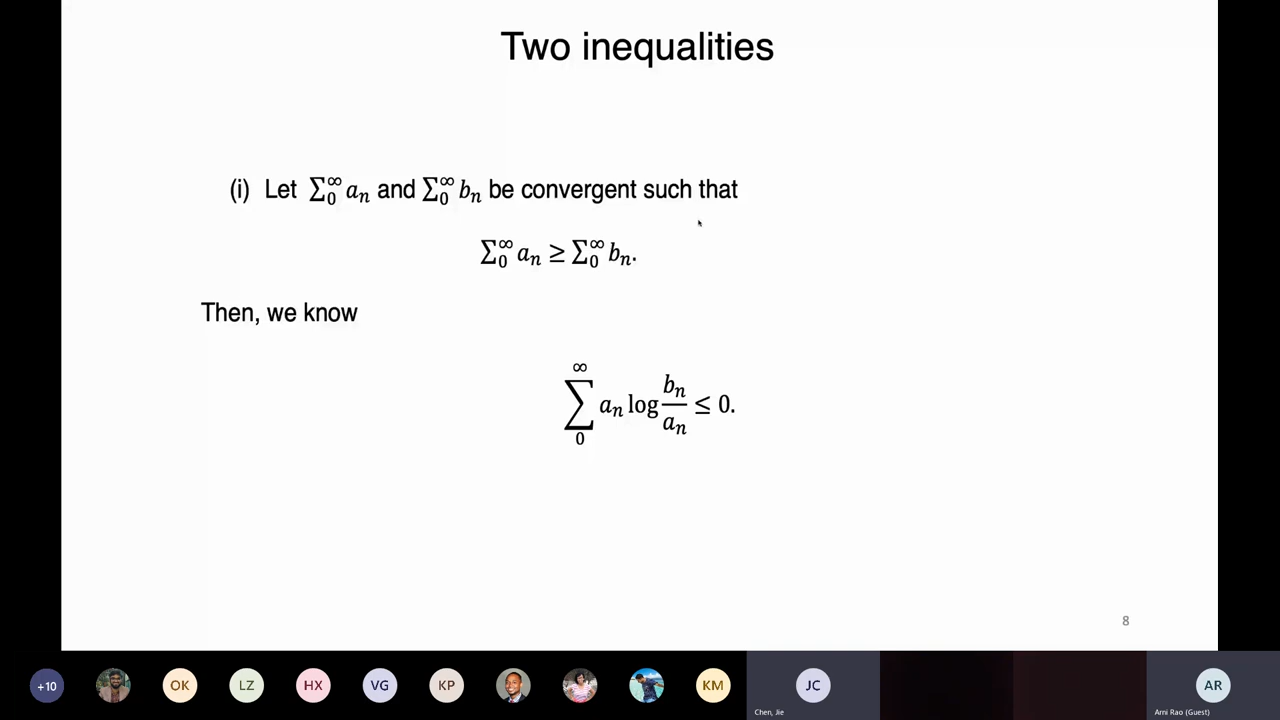 Two inequalities
(i) Let ∑₀^∞ aₙ and ∑₀^∞ bₙ be convergent such that
∑₀^∞ aₙ ≥ ∑₀^∞ bₙ.
Then, we know
∑₀^∞ aₙ log bₙ/aₙ ≤ 0.
8
+10 OK LZ HX VG KP KM JC AR
Chen, Jie Arni Rao (Guest)